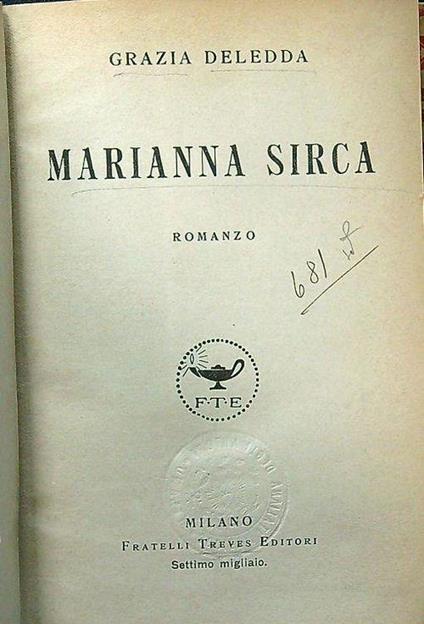 GRAZIA DELEDDA
MARIANNA SIRCA
ROMANZO
681
F·T·E
MILANO
FRATELLI TREVES EDITORI
Settimo migliaio.